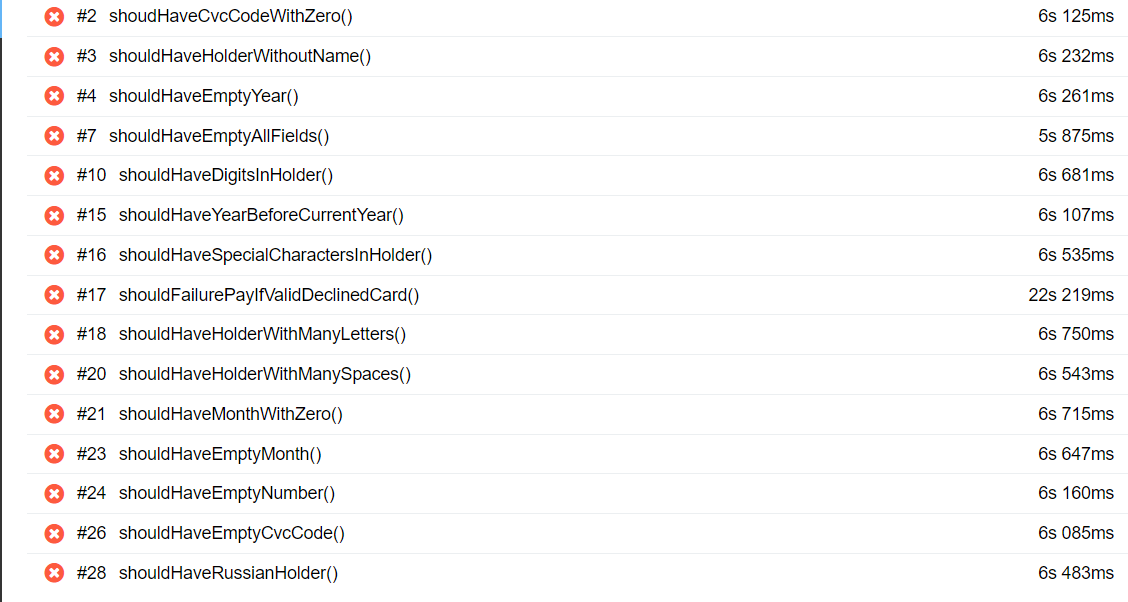 #2 shoudHaveCvcCodeWithZero() 6s 125ms
#3 shouldHaveHolderWithoutName() 6s 232ms
#4 shouldHaveEmptyYear() 6s 261ms
#7 shouldHaveEmptyAllFields() 5s 875ms
#10 shouldHaveDigitsInHolder() 6s 681ms
#15 shouldHaveYearBeforeCurrentYear() 6s 107ms
#16 shouldHaveSpecialCharactersInHolder() 6s 535ms
#17 shouldFailurePayIfValidDeclinedCard() 22s 219ms
#18 shouldHaveHolderWithManyLetters() 6s 750ms
#20 shouldHaveHolderWithManySpaces() 6s 543ms
#21 shouldHaveMonthWithZero() 6s 715ms
#23 shouldHaveEmptyMonth() 6s 647ms
#24 shouldHaveEmptyNumber() 6s 160ms
#26 shouldHaveEmptyCvcCode() 6s 085ms
#28 shouldHaveRussianHolder() 6s 483ms